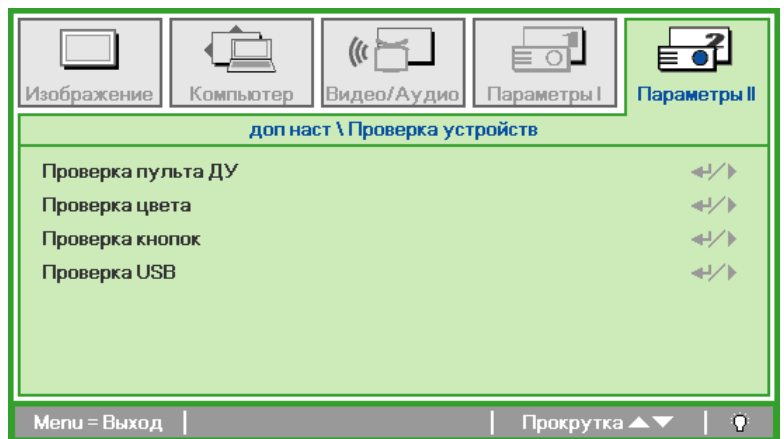 Изображение
Компьютер
Видео/Аудио
Параметры I
Параметры II
доп наст \ Проверка устройств
Проверка пульта ДУ
Проверка цвета
Проверка кнопок
Проверка USB
Menu = Выход
Прокрутка